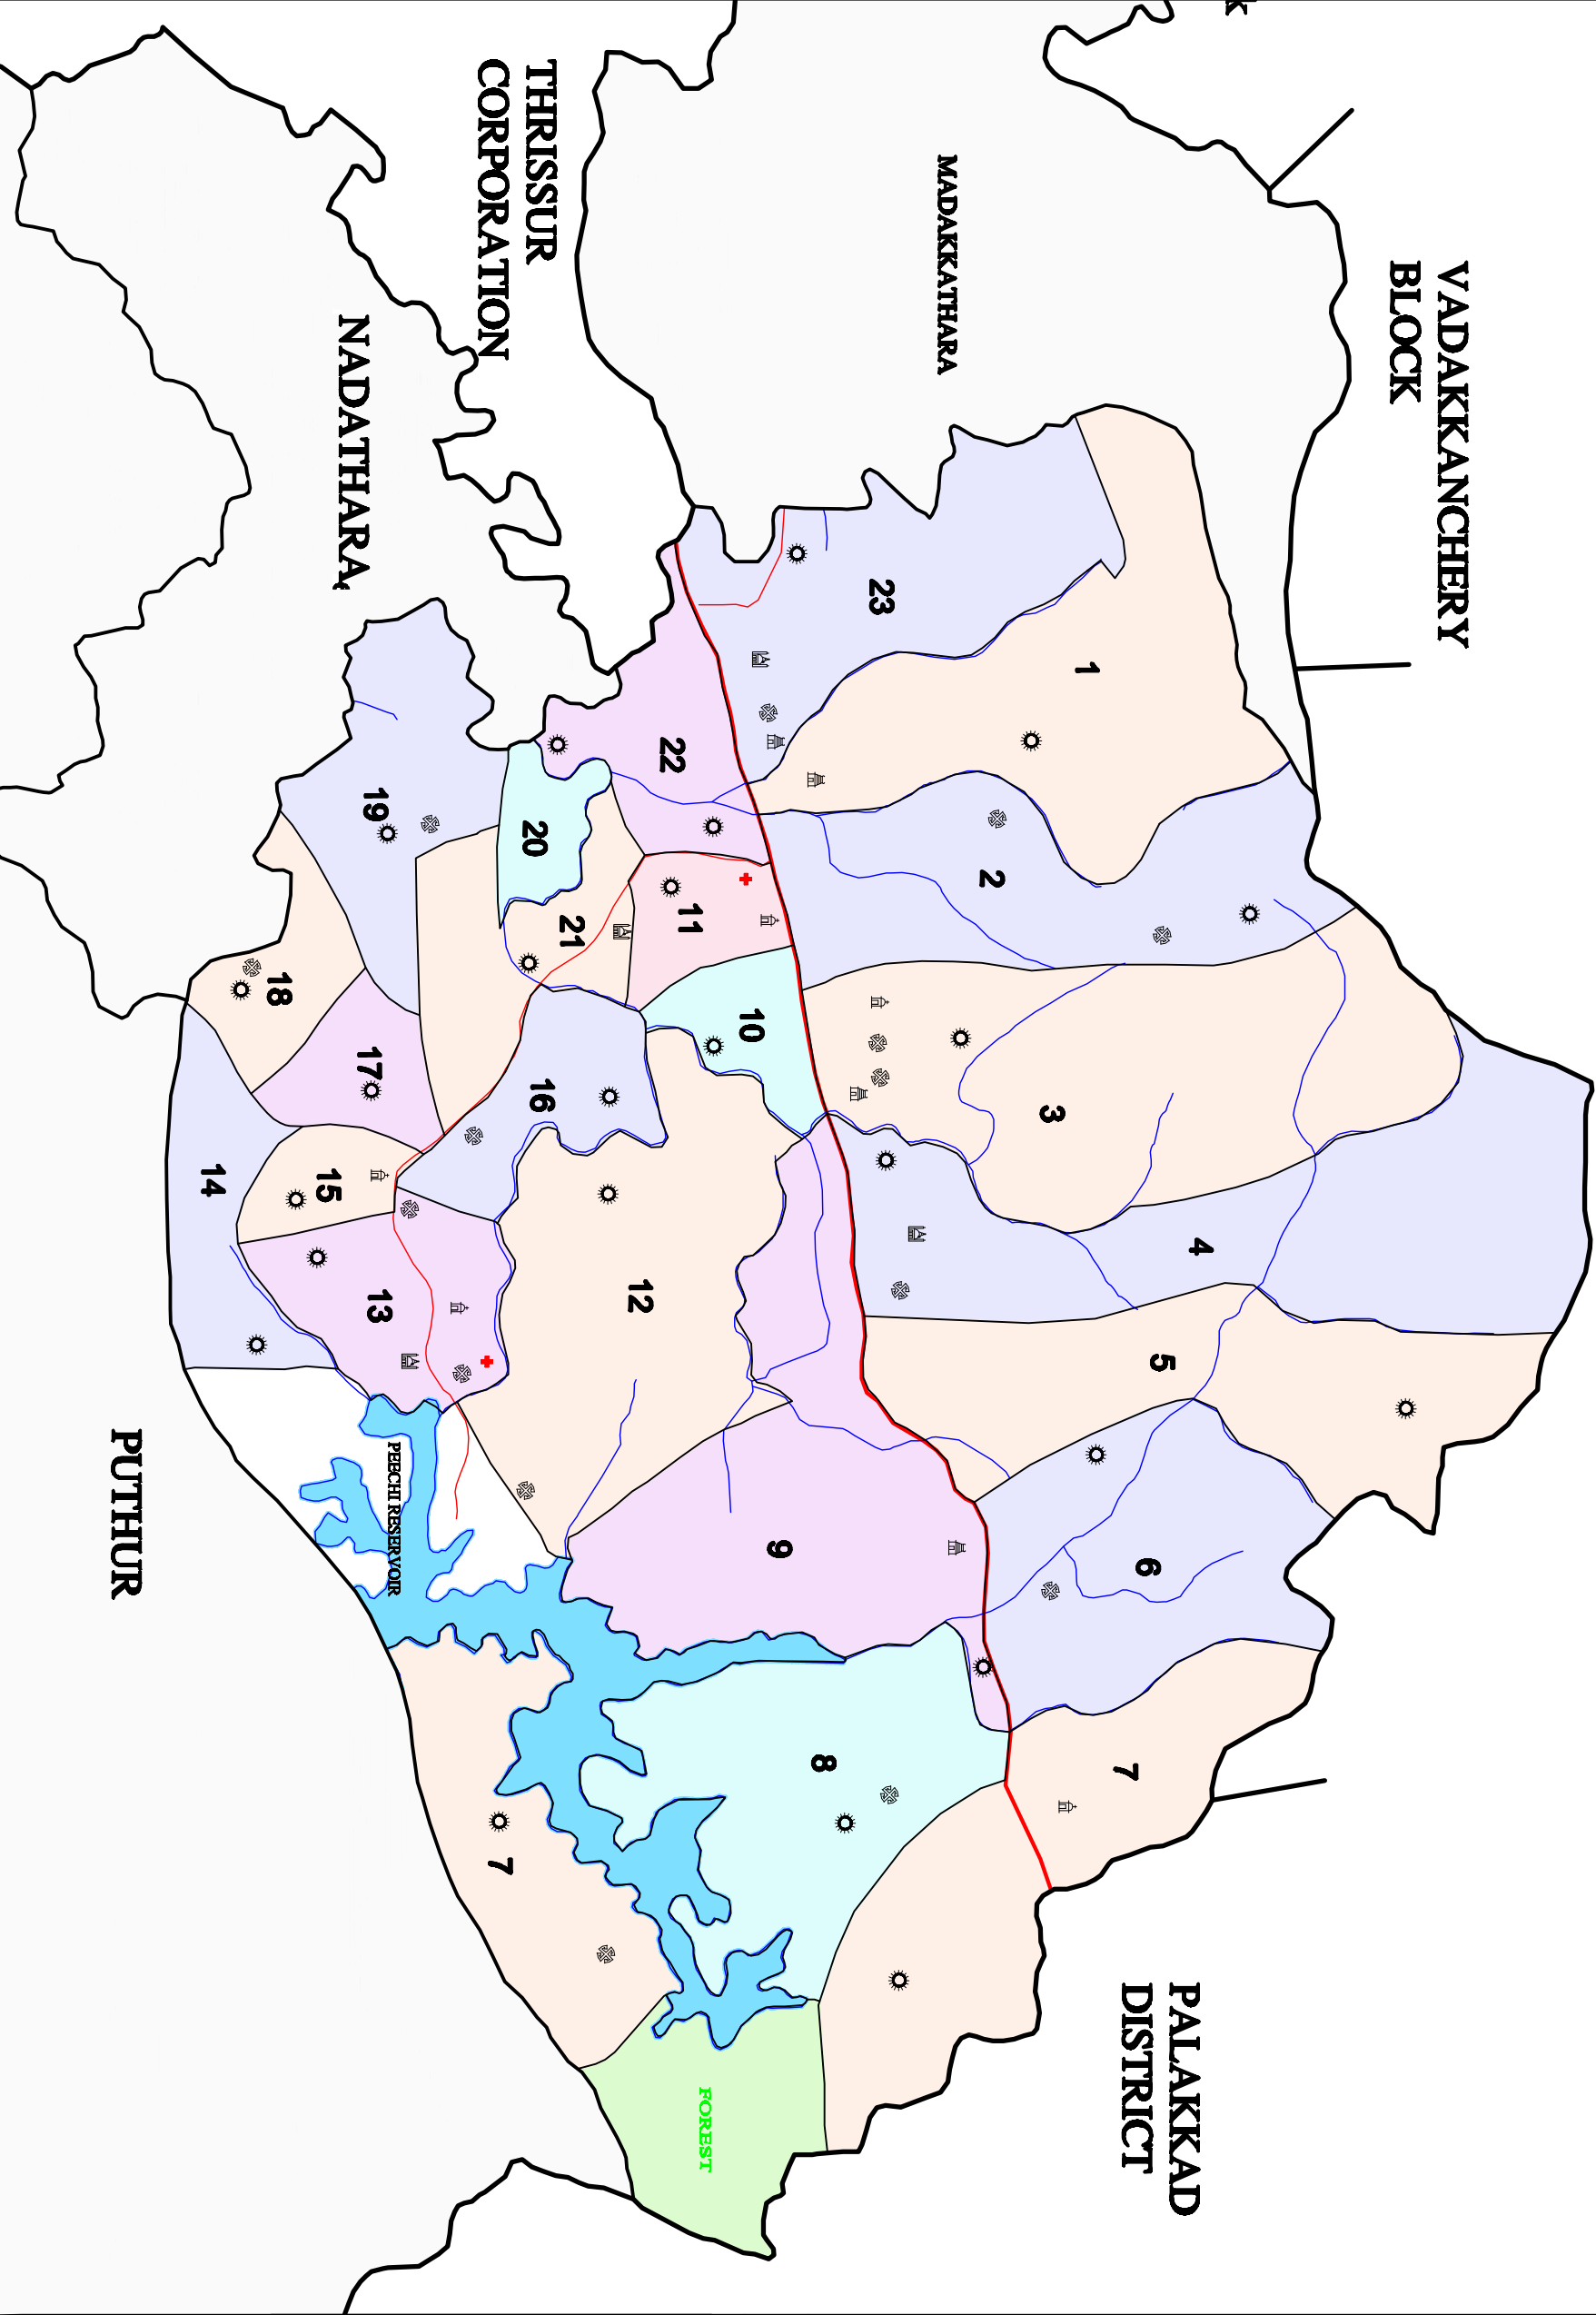 VADAKKANCHERY
BLOCK
MADAKKATHARA
THRISSUR
CORPORATION
NADATHARA
PALAKKAD
DISTRICT
PUTHUR
PEECHI RESERVOIR
FOREST
1
2
3
4
5
6
7
7
8
9
10
11
12
13
14
15
16
17
18
19
20
21
22
23
k